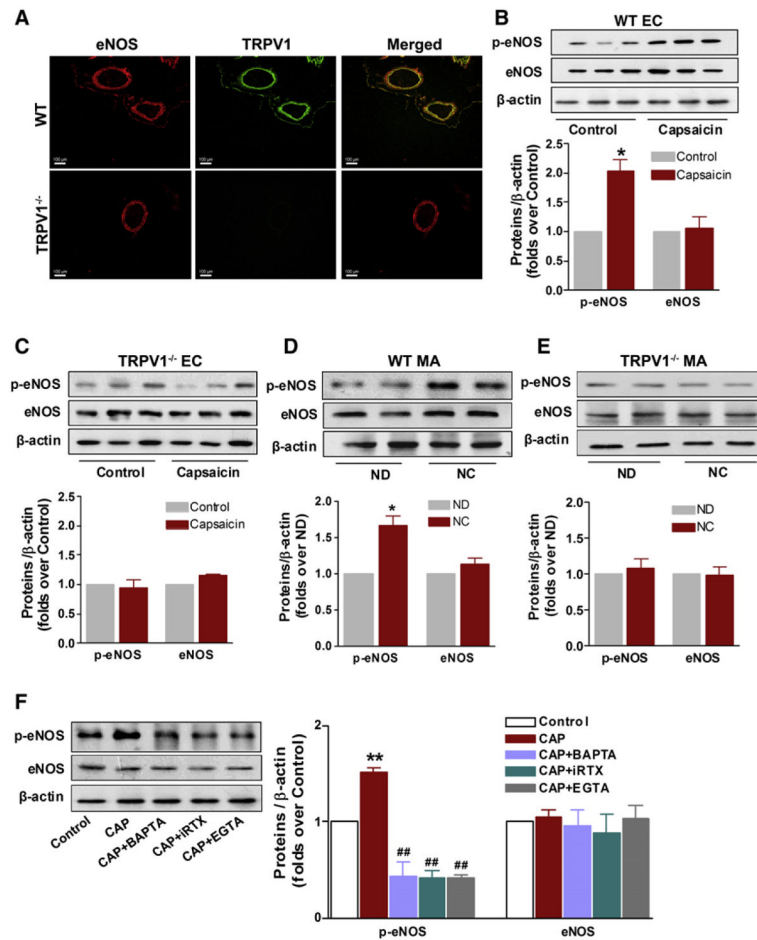 A
eNOS
TRPV1
Merged
WT
100 µm
100 µm
100 µm
TRPV1-/-
100 µm
100 µm
100 µm
B
WT EC
p-eNOS
eNOS
β-actin
Control
Capsaicin
Proteins /β-actin
(folds over Control)
2.5
2.0
1.5
1.0
0.5
0.0
*
Control
Capsaicin
p-eNOS
eNOS
C
TRPV1-/- EC
p-eNOS
eNOS
β-actin
Control
Capsaicin
Proteins /β-actin
(folds over Control)
2.5
2.0
1.5
1.0
0.5
0.0
Control
Capsaicin
p-eNOS
eNOS
D
WT MA
p-eNOS
eNOS
β-actin
ND
NC
Proteins/β-actin
(folds over ND)
2.0
1.5
1.0
0.5
0.0
*
ND
NC
p-eNOS
eNOS
E
TRPV1-/- MA
p-eNOS
eNOS
β-actin
ND
NC
Proteins/β-actin
(folds over ND)
2.0
1.5
1.0
0.5
0.0
ND
NC
p-eNOS
eNOS
F
p-eNOS
eNOS
β-actin
Control
CAP
CAP+BAPTA
CAP+iRTX
CAP+EGTA
Proteins / β-actin
(folds over Control)
2
1
0
**
## ## ##
Control
CAP
CAP+BAPTA
CAP+iRTX
CAP+EGTA
p-eNOS
eNOS